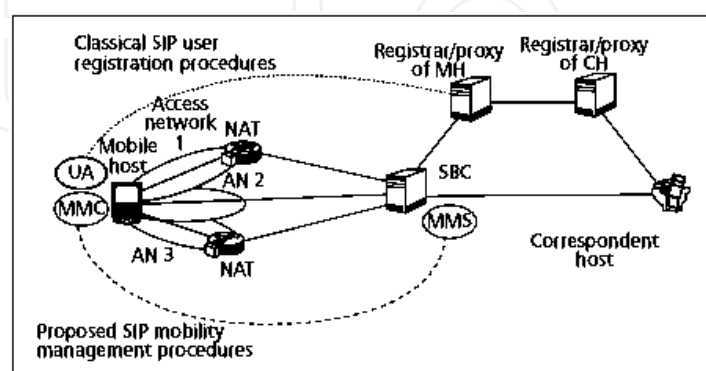 Classical SIP user
registration procedures
Registrar/proxy
of MH
Registrar/proxy
of CH
Access
network
1
NAT
Mobile
host
UA
AN 2
SBC
MMC
MMS
AN 3
NAT
Correspondent
host
Proposed SIP mobility
management procedures